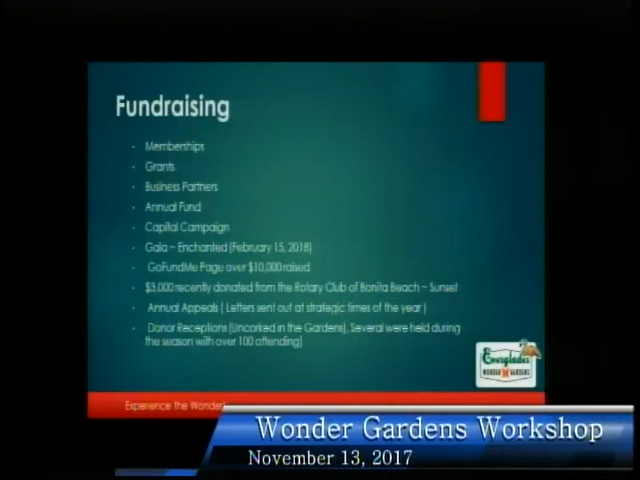 Fundraising
Memberships
Grants
Business Partners
Annual Fund
Capital Campaign
Gala ~ Enchanted (February 15, 2018)
GoFundMe Page over $10,000 raised
$3,000 recently donated from the Rotary Club of Bonita Beach ~ Sunset
Annual Appeals ( Letters sent out at strategic times of the year )
Donor Receptions (Uncorked in the Gardens), Several were held during
the season with over 100 attending)
Everglades
WONDER GARDENS
Experience the Wonder!
Wonder Gardens Workshop
November 13, 2017